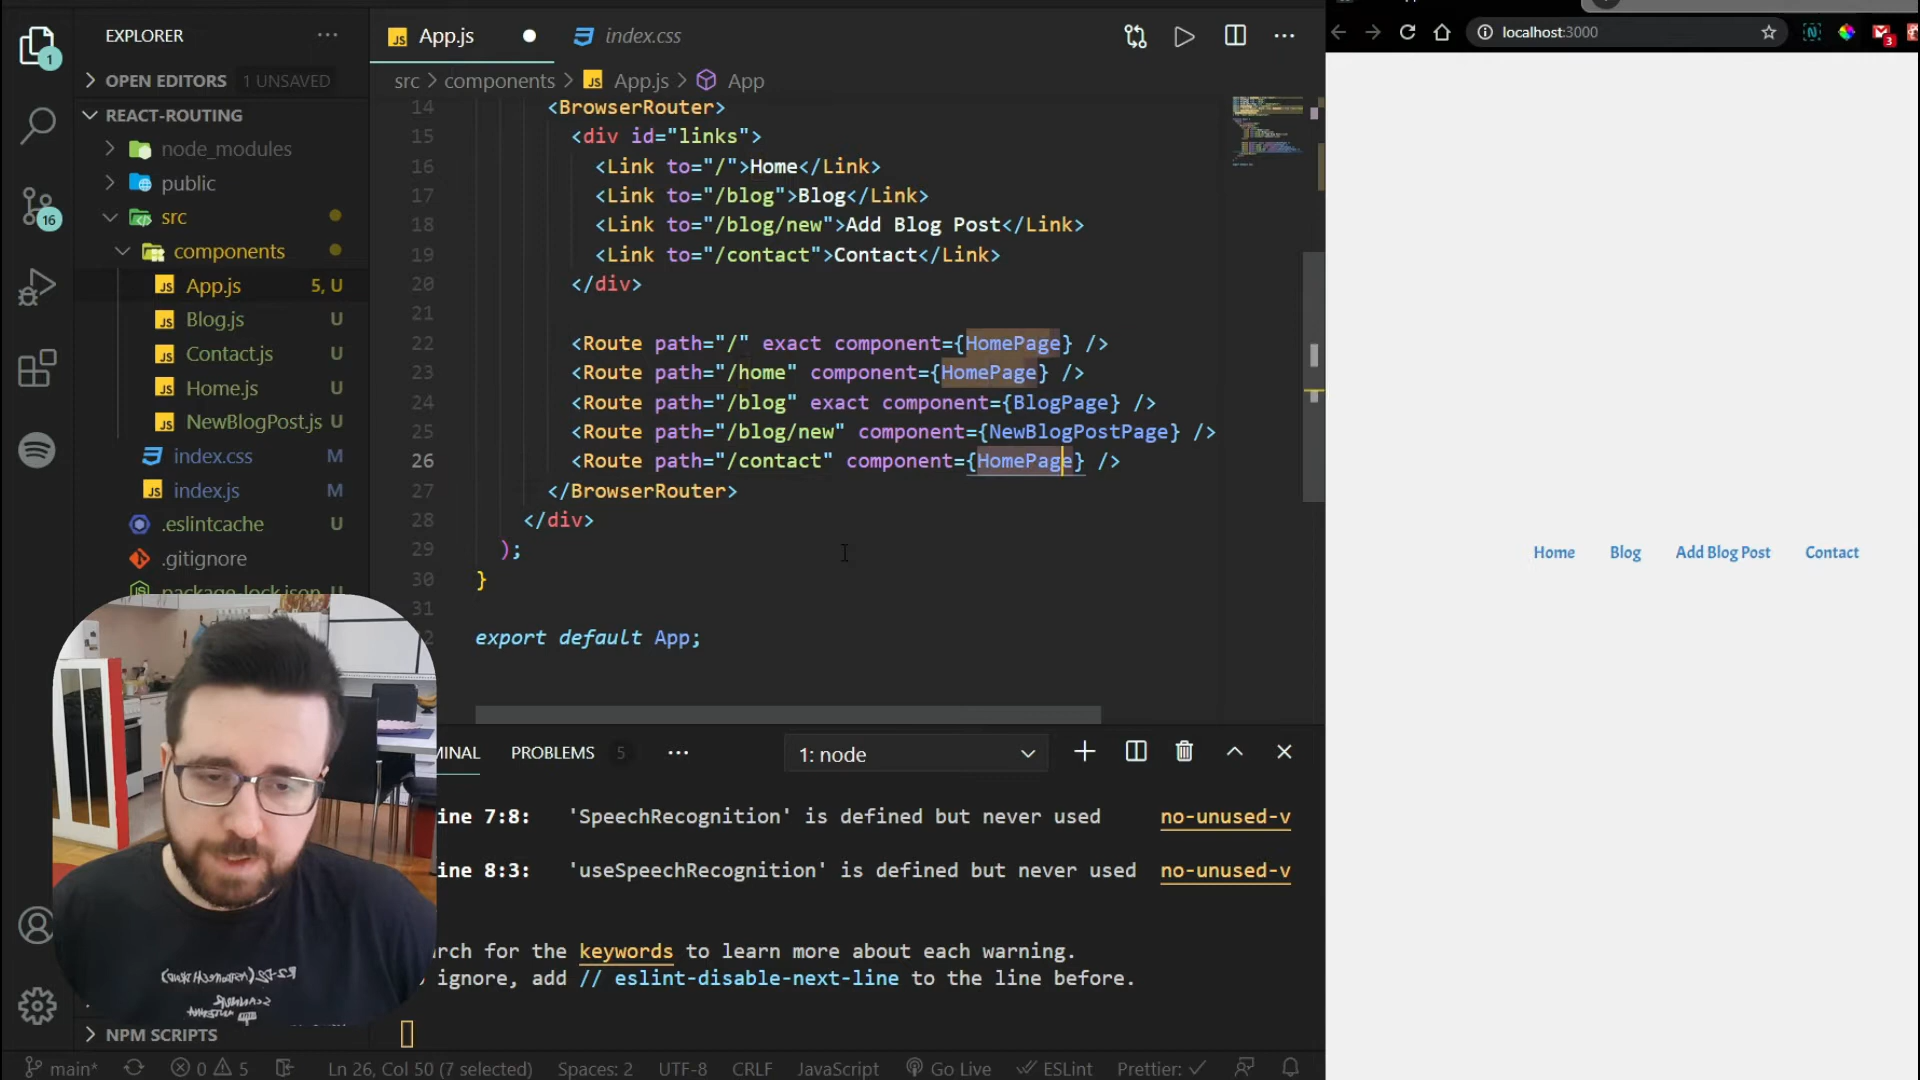 EXPLORER
1
OPEN EDITORS 1 UNSAVED
REACT-ROUTING
node_modules
public
16
src
components
App.js 5, U
Blog.js U
Contact.js U
Home.js U
NewBlogPost.js U
index.css M
index.js M
.eslintcache U
.gitignore
package-lock.json
NPM SCRIPTS
App.js
index.css
src > components > App.js > App
14 <BrowserRouter>
15 <div id="links">
16 <Link to="/">Home</Link>
17 <Link to="/blog">Blog</Link>
18 <Link to="/blog/new">Add Blog Post</Link>
19 <Link to="/contact">Contact</Link>
20 </div>
21
22 <Route path="/" exact component={HomePage} />
23 <Route path="/home" component={HomePage} />
24 <Route path="/blog" exact component={BlogPage} />
25 <Route path="/blog/new" component={NewBlogPostPage} />
26 <Route path="/contact" component={HomePage} />
27 </BrowserRouter>
28 </div>
29 );
30 }
31
2 export default App;
MINAL PROBLEMS 5 1: node
ine 7:8: 'SpeechRecognition' is defined but never used no-unused-v
ine 8:3: 'useSpeechRecognition' is defined but never used no-unused-v
rch for the keywords to learn more about each warning.
ignore, add // eslint-disable-next-line to the line before.
main* 0 5 Ln 26, Col 50 (7 selected) Spaces: 2 UTF-8 CRLF JavaScript Go Live ESLint Prettier:
localhost:3000
3
Home Blog Add Blog Post Contact